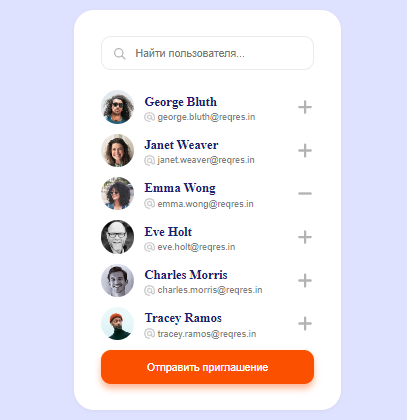 Найти пользователя...
George Bluth
@ george.bluth@reqres.in
Janet Weaver
@ janet.weaver@reqres.in
Emma Wong
@ emma.wong@reqres.in
Eve Holt
@ eve.holt@reqres.in
Charles Morris
@ charles.morris@reqres.in
Tracey Ramos
@ tracey.ramos@reqres.in
Отправить приглашение